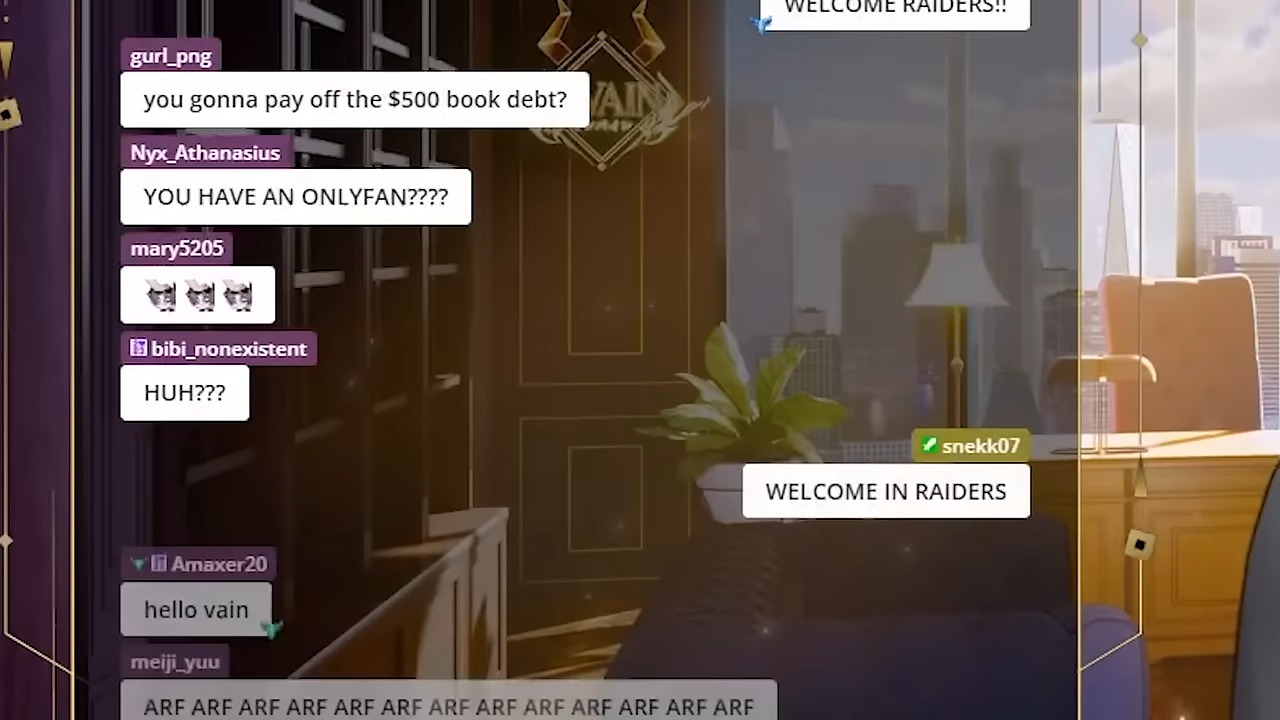 WELCOME RAIDERS!!
gurl_png
you gonna pay off the $500 book debt?
VAIN
Nyx_Athanasius
YOU HAVE AN ONLYFAN????
mary5205
bibi_nonexistent
HUH???
snekk07
WELCOME IN RAIDERS
Amaxer20
hello vain
meiji_yuu
ARF ARF ARF ARF ARF ARF ARF ARF ARF ARF ARF ARF ARF